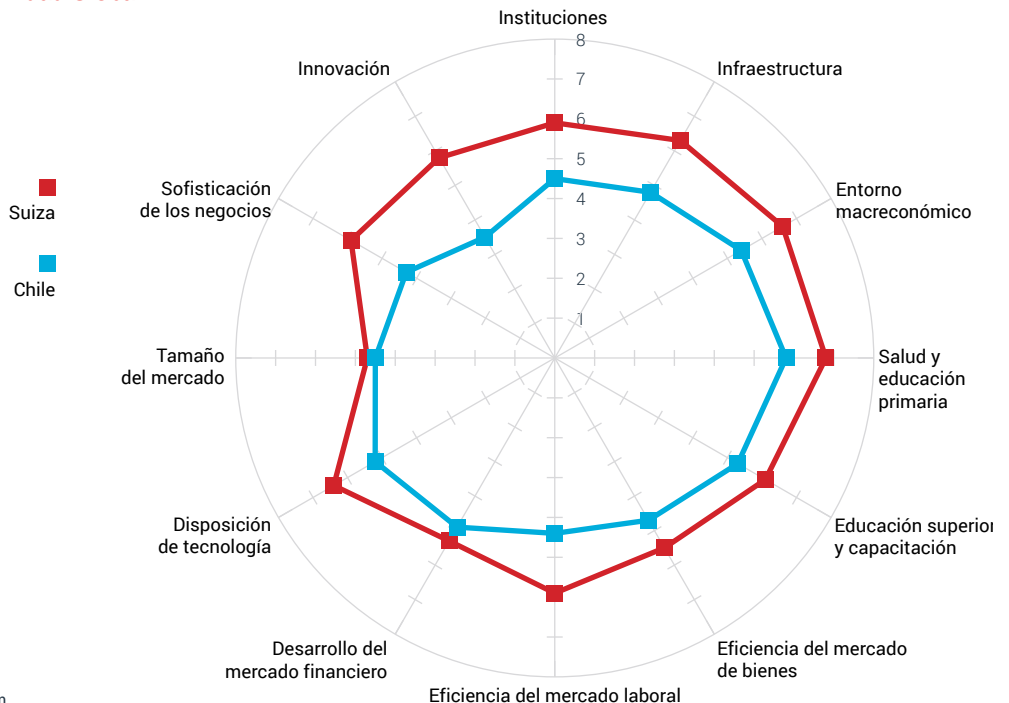 Instituciones
8
7
6
5
4
3
2
1
Innovación
Infraestructura
Suiza
Chile
Sofisticación
de los negocios
Entorno
macreconómico
Tamaño
del mercado
Salud y
educación
primaria
Disposición
de tecnología
Educación superior
y capacitación
Desarrollo del
mercado financiero
Eficiencia del mercado
de bienes
Eficiencia del mercado laboral